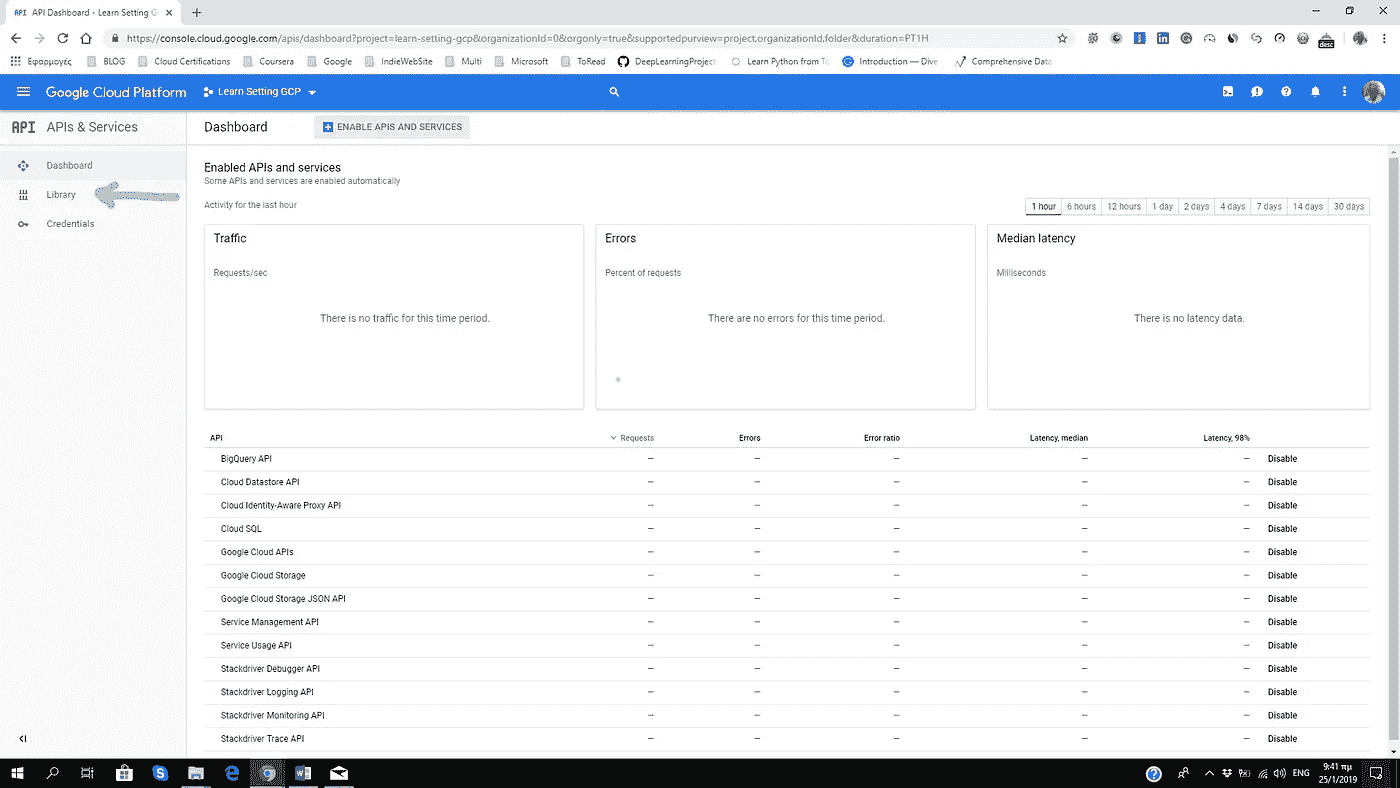 API Dashboard - Learn Setting G
https://console.cloud.google.com/apis/dashboard?project=learn-setting-gcp&organizationId=0&orgonly=true&supportedpurview=project,organizationId,folder&duration=PT1H
desc
Εφαρμογές BLOG Cloud Certifications Coursera Google IndieWebSite Multi Microsoft ToRead DeepLearningProject Learn Python from To Introduction — Dive Comprehensive Data
Google Cloud Platform Learn Setting GCP
API APIs & Services Dashboard ENABLE APIS AND SERVICES
Dashboard
Library
Credentials
Enabled APIs and services
Some APIs and services are enabled automatically
Activity for the last hour
1 hour 6 hours 12 hours 1 day 2 days 4 days 7 days 14 days 30 days
Traffic Errors Median latency
Requests/sec Percent of requests Milliseconds
There is no traffic for this time period. There are no errors for this time period. There is no latency data.
API Requests Errors Error ratio Latency, median Latency, 98%
BigQuery API — — — — — Disable
Cloud Datastore API — — — — — Disable
Cloud Identity-Aware Proxy API — — — — — Disable
Cloud SQL — — — — — Disable
Google Cloud APIs — — — — — Disable
Google Cloud Storage — — — — — Disable
Google Cloud Storage JSON API — — — — — Disable
Service Management API — — — — — Disable
Service Usage API — — — — — Disable
Stackdriver Debugger API — — — — — Disable
Stackdriver Logging API — — — — — Disable
Stackdriver Monitoring API — — — — — Disable
Stackdriver Trace API — — — — — Disable
ENG 9:41 πμ
25/1/2019